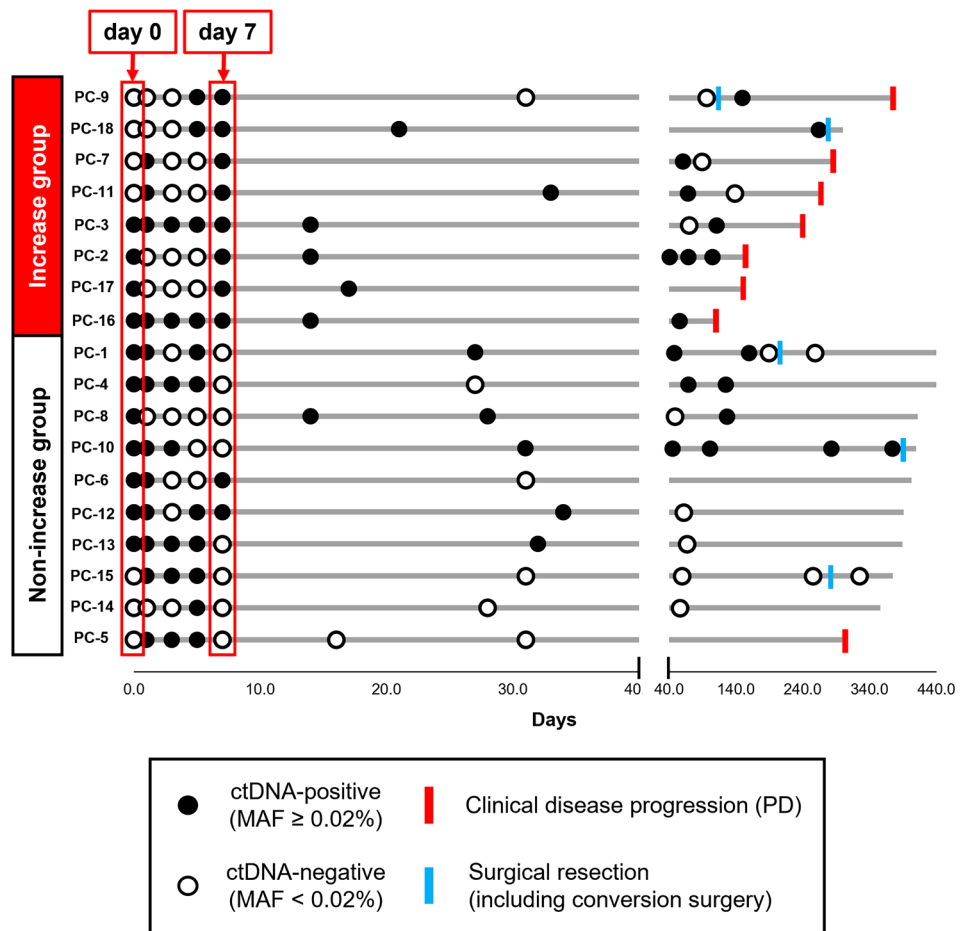 day 0
day 7
Increase group
PC-9
PC-18
PC-7
PC-11
PC-3
PC-2
PC-17
PC-16
Non-increase group
PC-1
PC-4
PC-8
PC-10
PC-6
PC-12
PC-13
PC-15
PC-14
PC-5
0.0 10.0 20.0 30.0 40 40.0 140.0 240.0 340.0 440.0
Days
ctDNA-positive
(MAF ≥ 0.02%)
Clinical disease progression (PD)
ctDNA-negative
(MAF < 0.02%)
Surgical resection
(including conversion surgery)